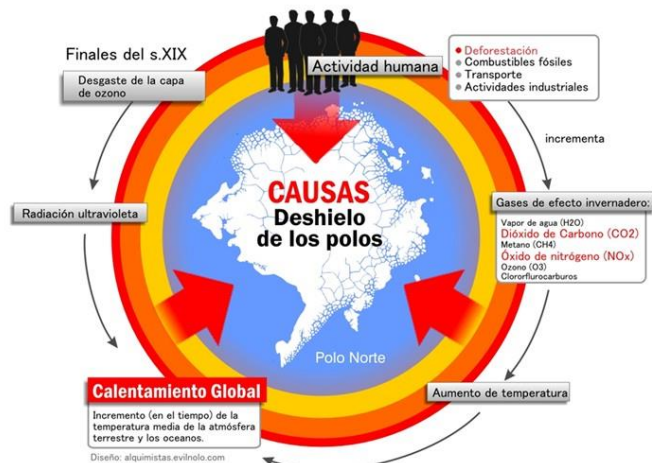 Finales del s.XIX
Desgaste de la capa
de ozono
Actividad humana
Deforestación
Combustibles fósiles
Transporte
Actividades industriales
incrementa
CAUSAS
Deshielo
de los polos
Radiación ultravioleta
Gases de efecto invernadero:
Vapor de agua (H2O)
Dióxido de Carbono (CO2)
Metano (CH4)
Óxido de nitrógeno (NOx)
Ozono (O3)
Clororflurocarburos
Polo Norte
Calentamiento Global
Incremento (en el tiempo) de la
temperatura media de la atmósfera
terrestre y los oceanos.
Aumento de temperatura
Diseño: alquimistas.evilnolo.com